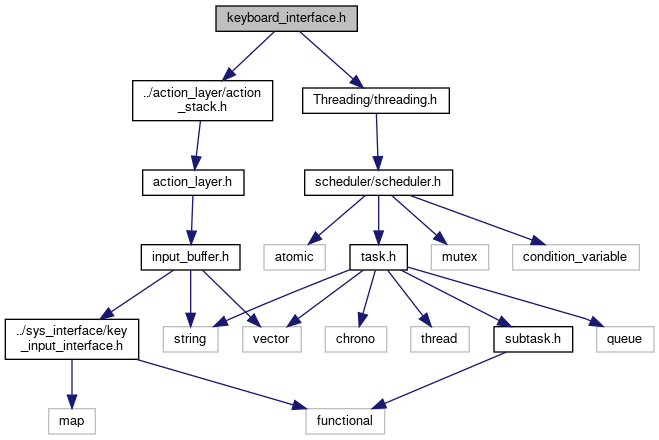 keyboard_interface.h
../action_layer/action
_stack.h
Threading/threading.h
action_layer.h
scheduler/scheduler.h
input_buffer.h
atomic
task.h
mutex
condition_variable
../sys_interface/key
_input_interface.h
string
vector
chrono
thread
subtask.h
queue
map
functional